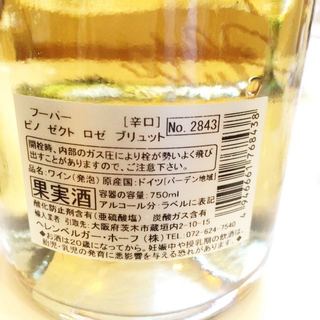 フーバー [辛口] No. 2843
ピノ ゼクト ロゼ ブリュット
開栓時、内部のガス圧により栓が勢いよく飛び
出すことがありますので、ご注意下さい。
品名:ワイン(発泡) 原産国:ドイツ(バーデン地域)
果実酒 容器の容量:750ml
アルコール分:ラベルに表記
酸化防止剤含有(亜硫酸塩) 炭酸ガス含有
輸入業者 引取先:大阪府茨木市蔵垣内2-10-15
ヘレンベルガー・ホーフ(株) TEL:072-624-7540
●お酒は20歳になってから。妊娠中や授乳期の飲酒は、
胎児・乳児の発育に悪影響を与える恐れがあります。